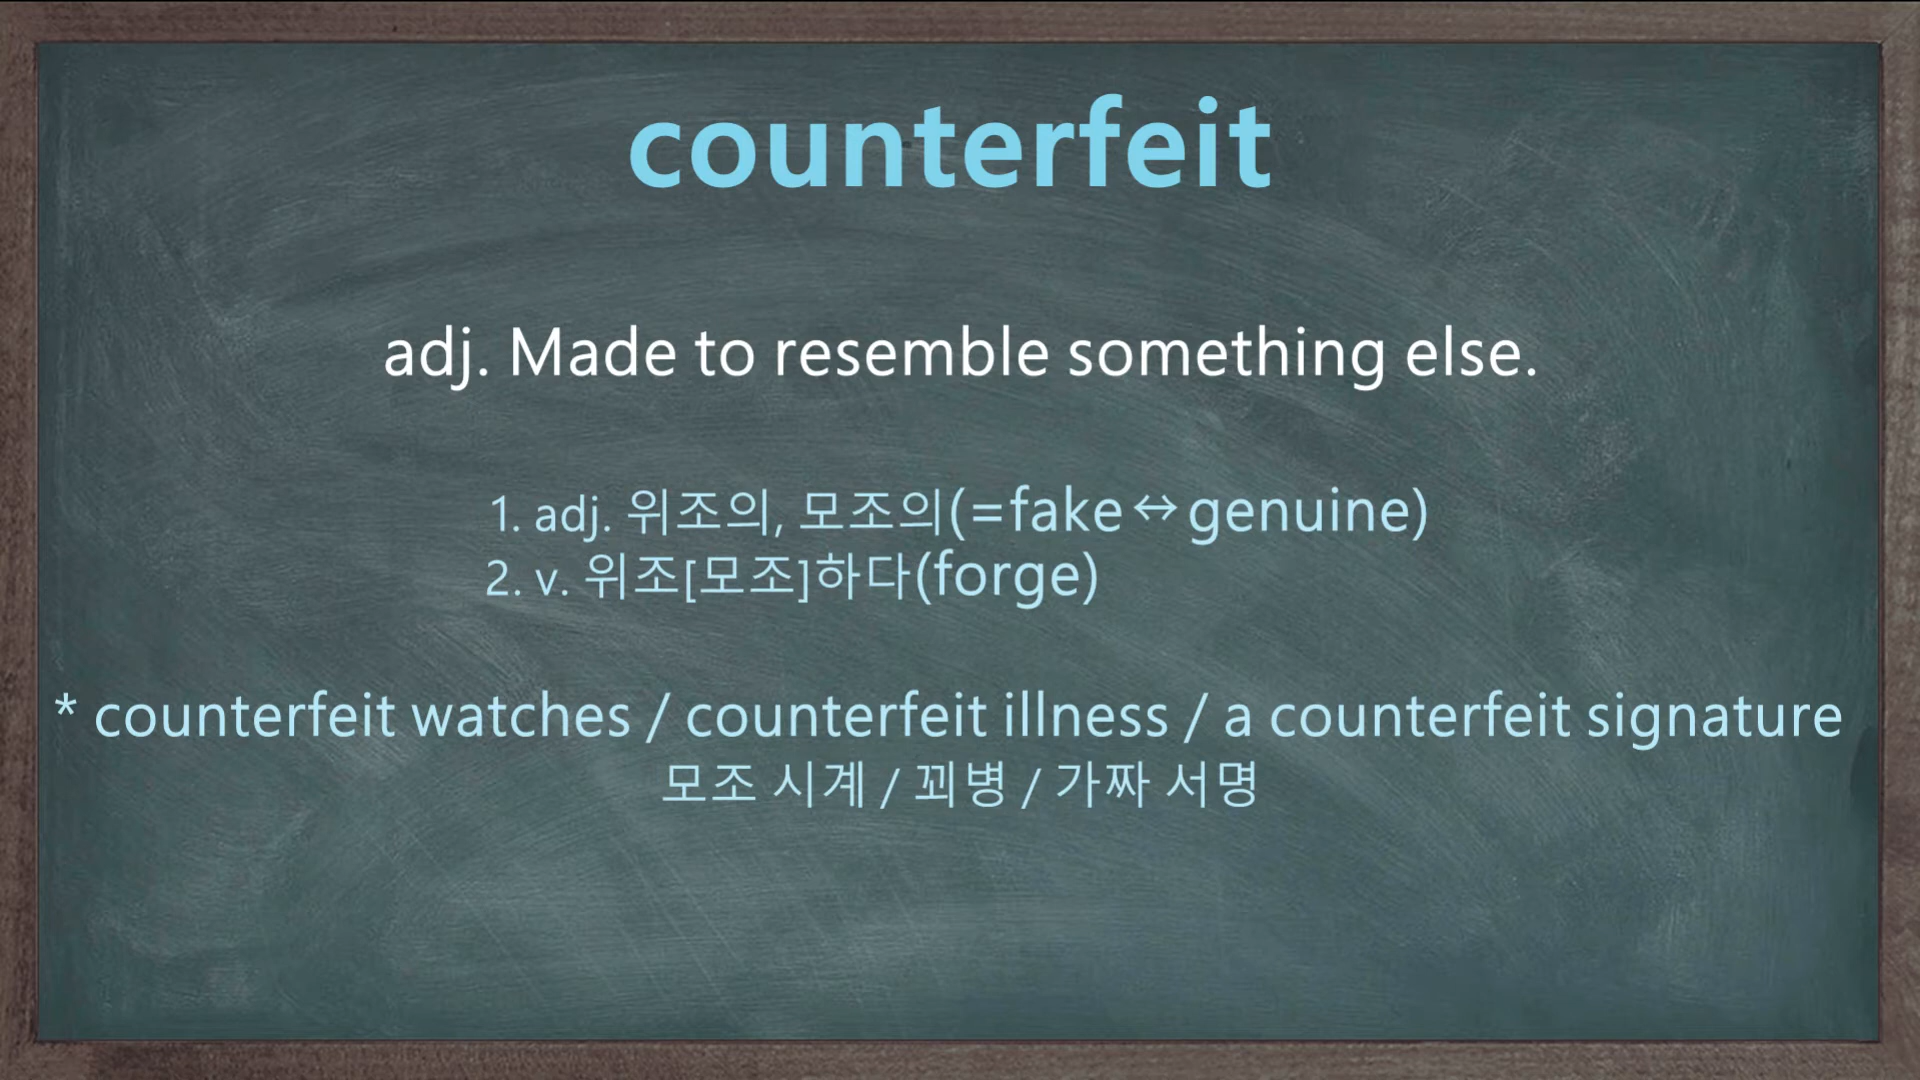 counterfeit
adj. Made to resemble something else.
1. adj. 위조의, 모조의(=fake↔genuine)
2. v. 위조[모조]하다(forge)
* counterfeit watches / counterfeit illness / a counterfeit signature
모조 시계 / 꾀병 / 가짜 서명